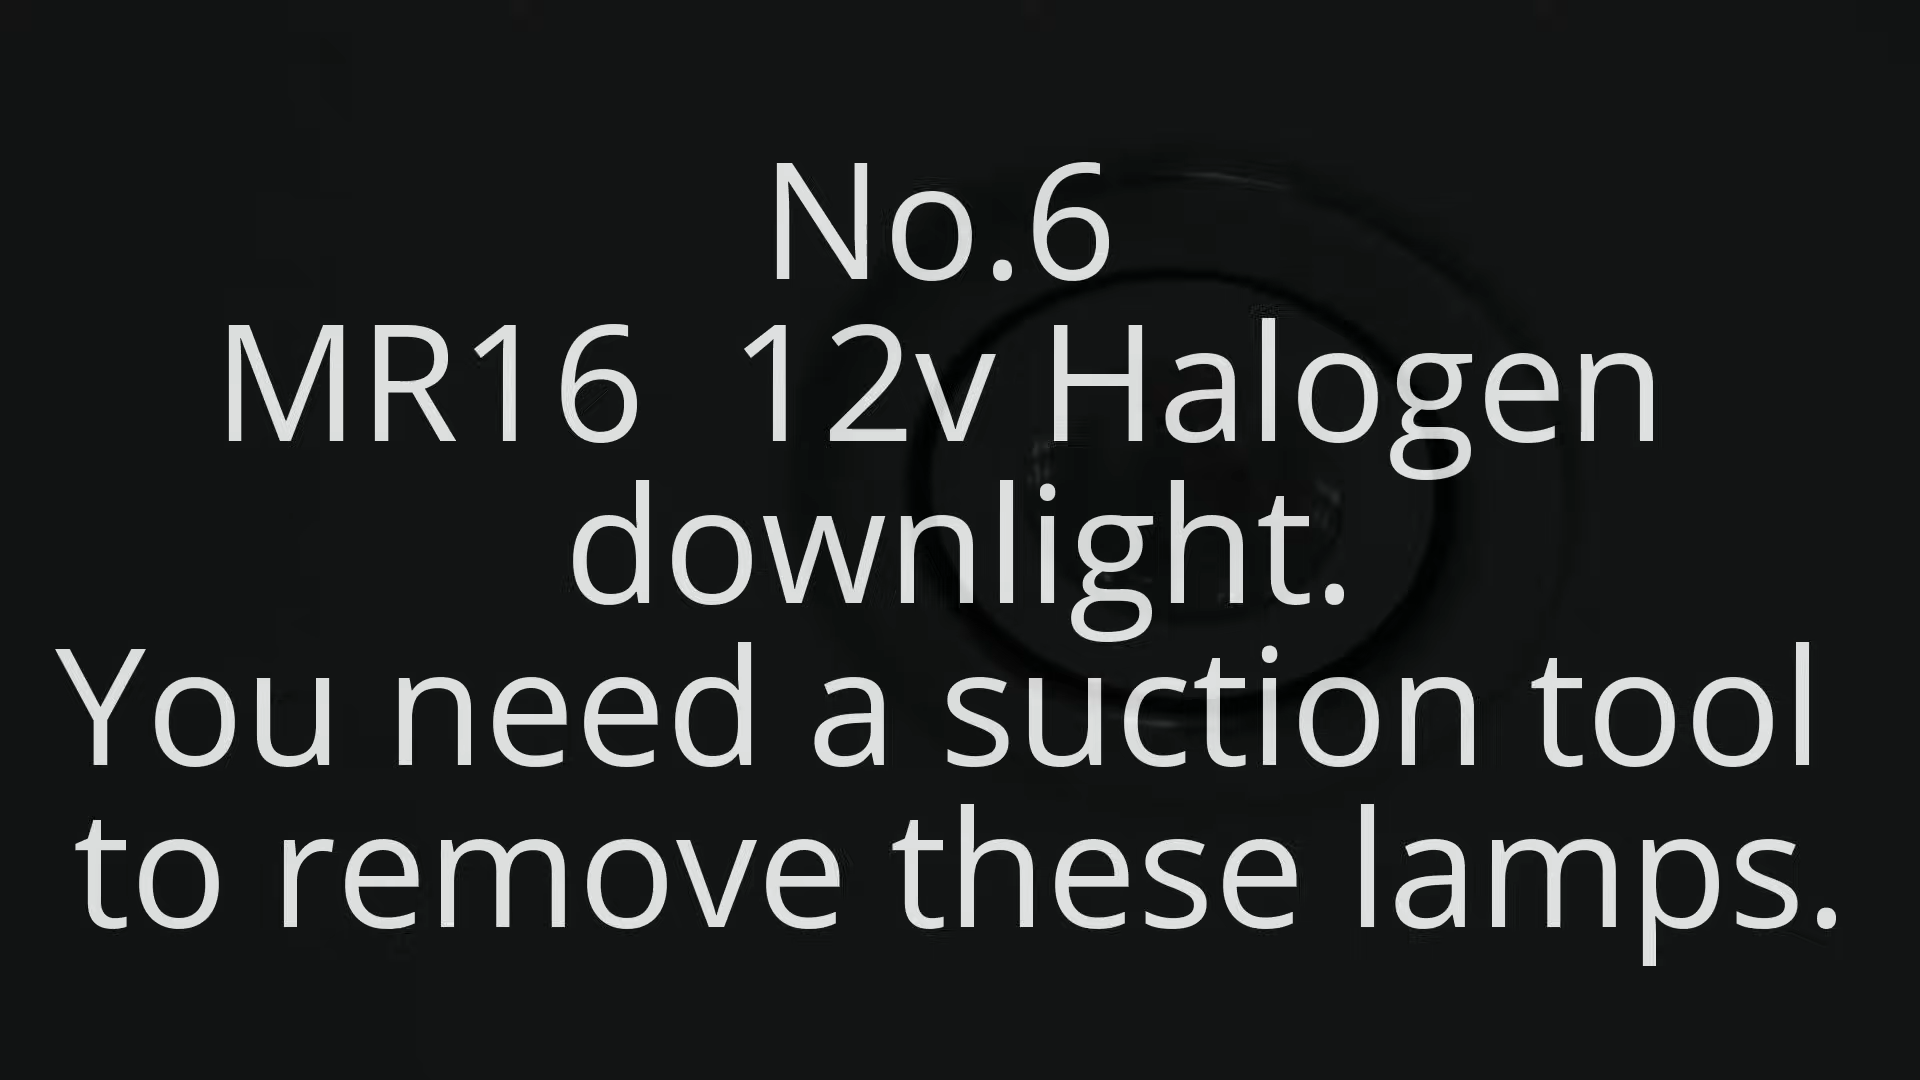 No.6
MR16  12v Halogen
downlight.
You need a suction tool
to remove these lamps.